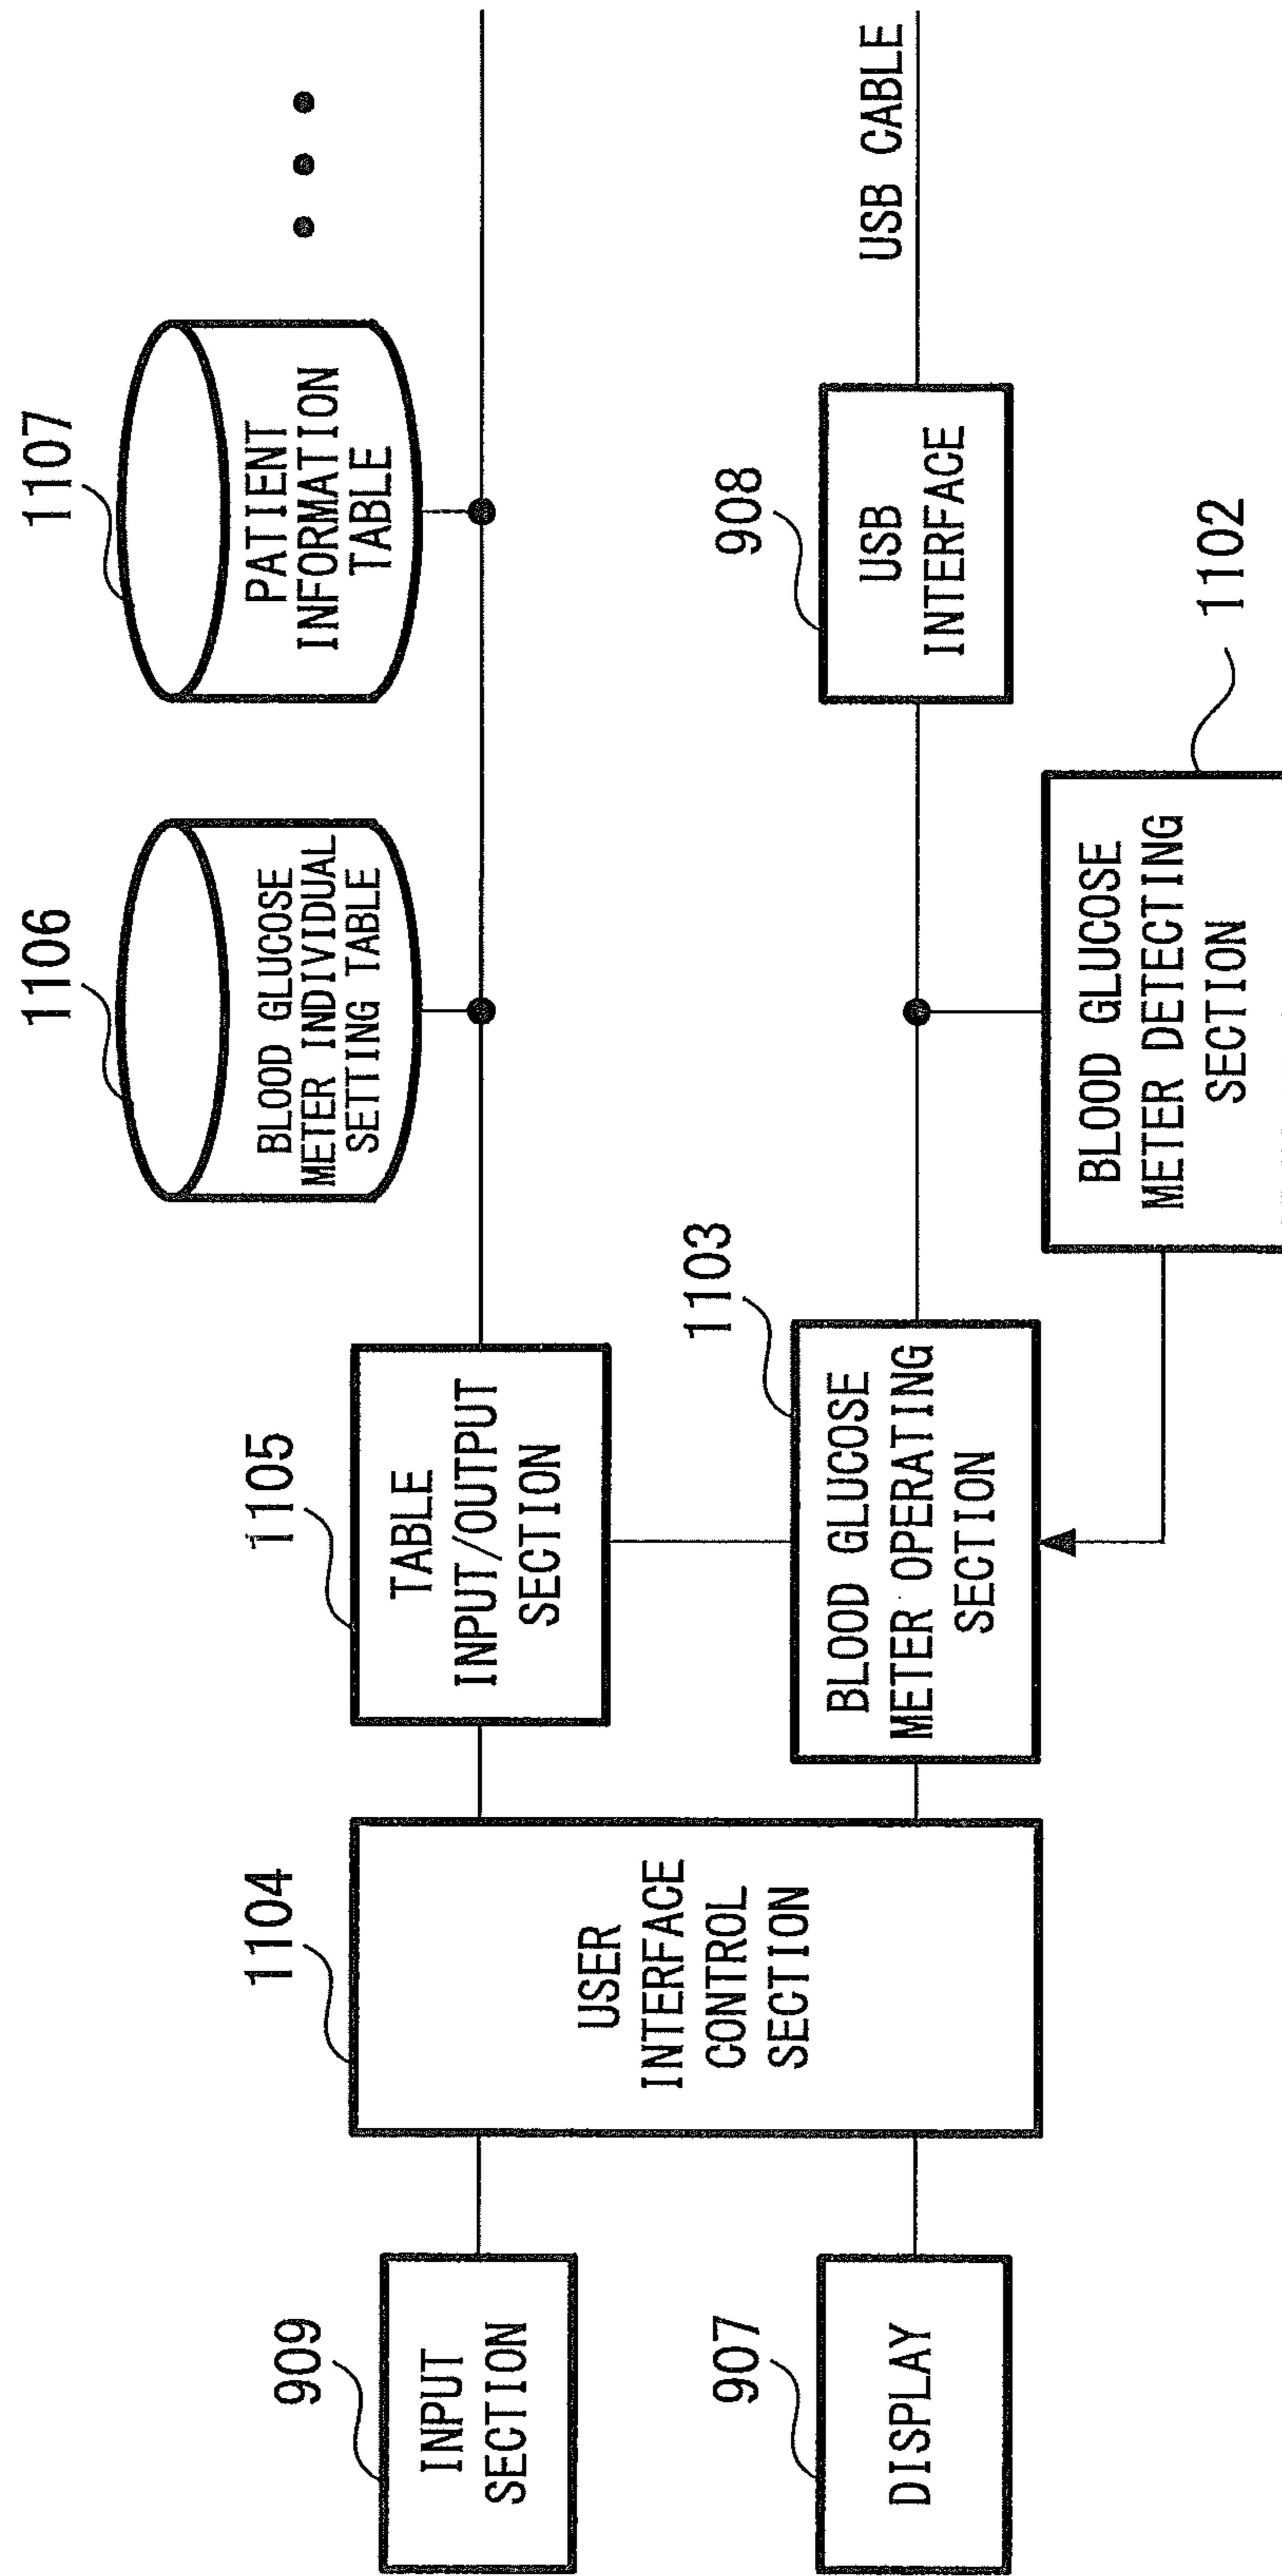 1106
BLOOD GLUCOSE
METER INDIVIDUAL
SETTING TABLE
1107
PATIENT
INFORMATION
TABLE
909
INPUT
SECTION
1104
USER
INTERFACE
CONTROL
SECTION
1105
TABLE
INPUT/OUTPUT
SECTION
907
DISPLAY
1103
BLOOD GLUCOSE
METER OPERATING
SECTION
908
USB
INTERFACE
USB CABLE
BLOOD GLUCOSE
METER DETECTING
SECTION
1102